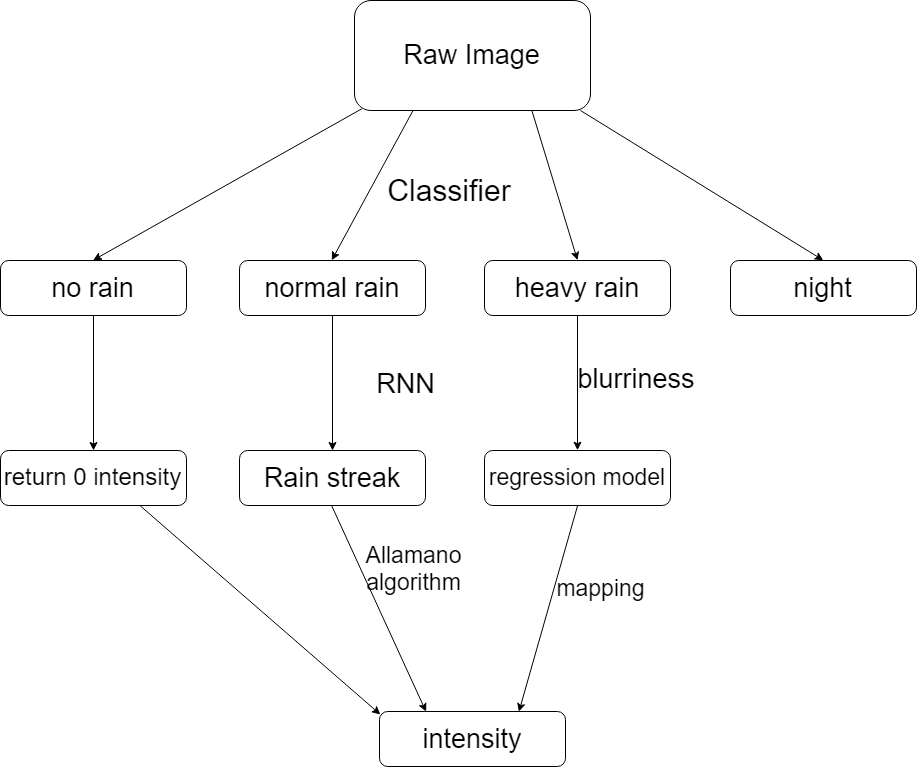 Raw Image
Classifier
no rain
normal rain
heavy rain
night
RNN
blurriness
return 0 intensity
Rain streak
regression model
Allamano
algorithm
mapping
intensity